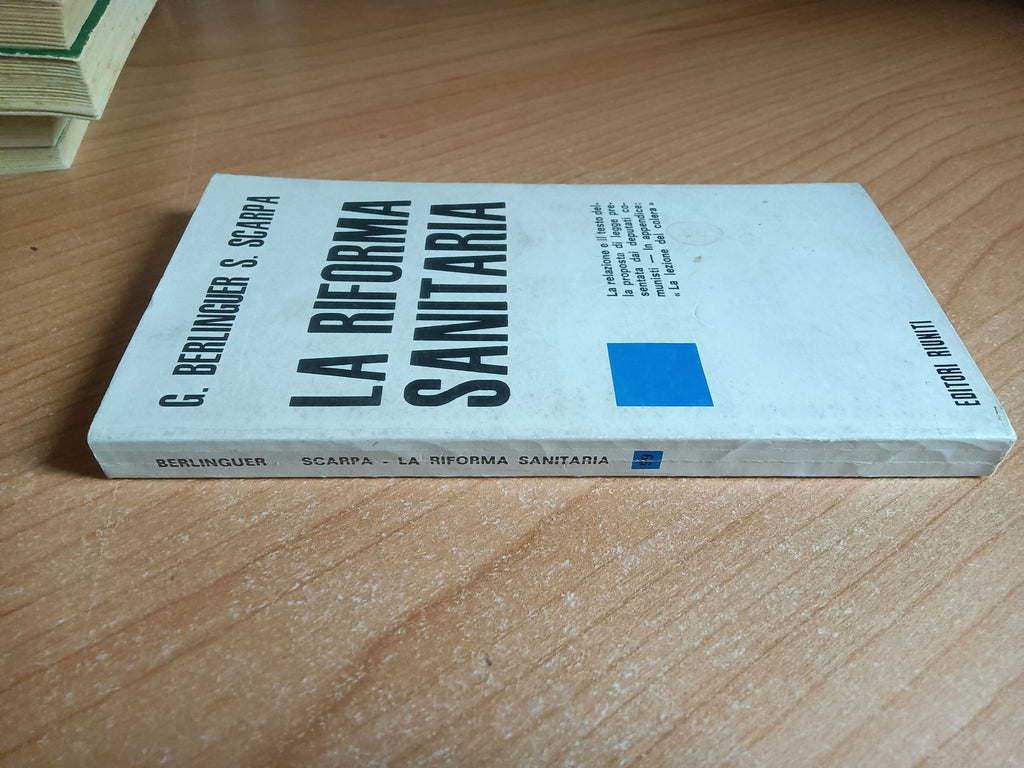 G. BERLINGUER S. SCARPA
LA RIFORMA
SANITARIA
La relazione e il testo del-
la proposta di legge pre-
sentata dai deputati co-
munisti — In appendice:
« La lezione del colera »
EDITORI RIUNITI
BERLINGUER SCARPA - LA RIFORMA SANITARIA